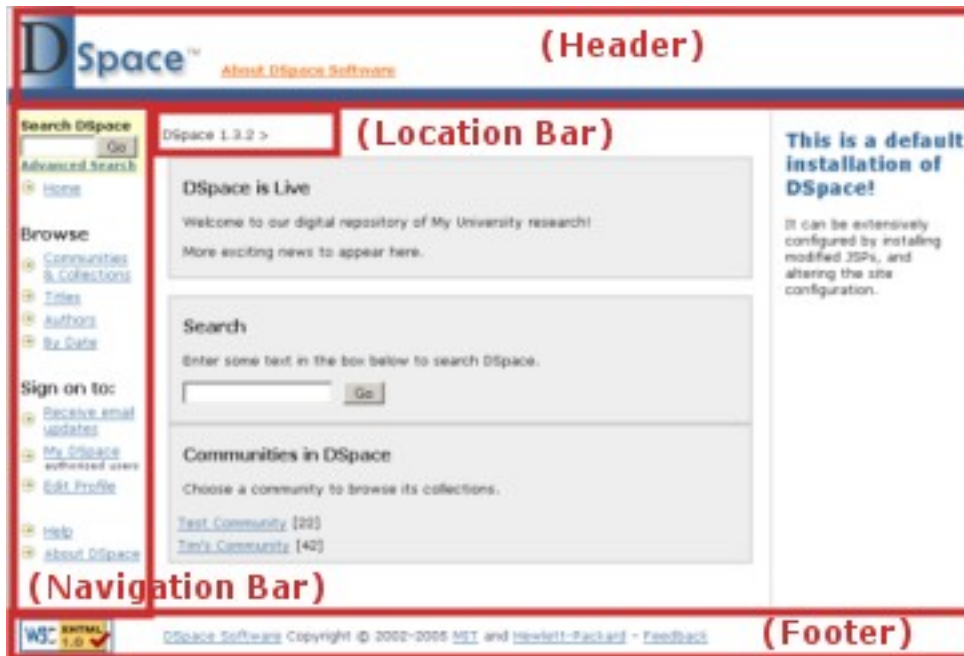 DSpace™
About DSpace Software
(Header)
Search DSpace
Go
Advanced Search
Home
Browse
Communities
& Collections
Titles
Authors
By Date
Sign on to:
Receive email
updates
My DSpace
authorized users
Edit Profile
Help
About DSpace
(Navigation Bar)
DSpace 1.3.2 >
(Location Bar)
DSpace is Live
Welcome to our digital repository of My University research!
More exciting news to appear here.
Search
Enter some text in the box below to search DSpace.
Go
Communities in DSpace
Choose a community to browse its collections.
Test Community [22]
Tim's Community [42]
This is a default
installation of
DSpace!
It can be extensively
configured by installing
modified JSPs, and
altering the site
configuration.
W3C XHTML 1.0
DSpace Software Copyright © 2002-2005 MIT and Hewlett-Packard - Feedback
(Footer)